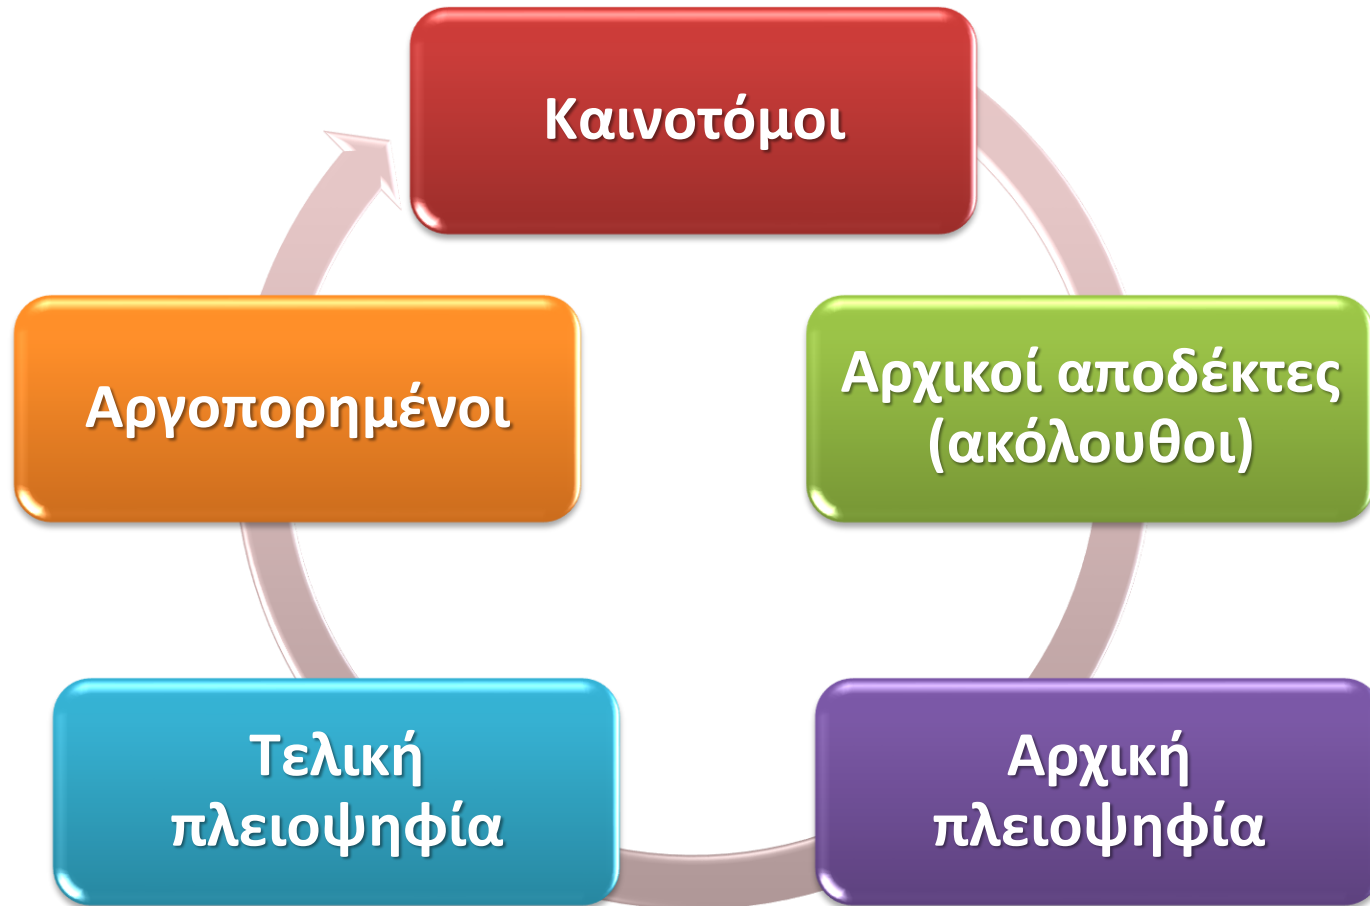 Καινοτόμοι
Αρχικοί αποδέκτες
(ακόλουθοι)
Αρχική
πλειοψηφία
Τελική
πλειοψηφία
Αργοπορημένοι